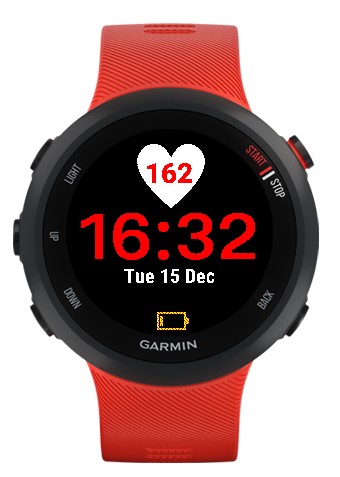 162
START
STOP
LIGHT
16:32
UP
Tue 15 Dec
DOWN
BACK
GARMIN